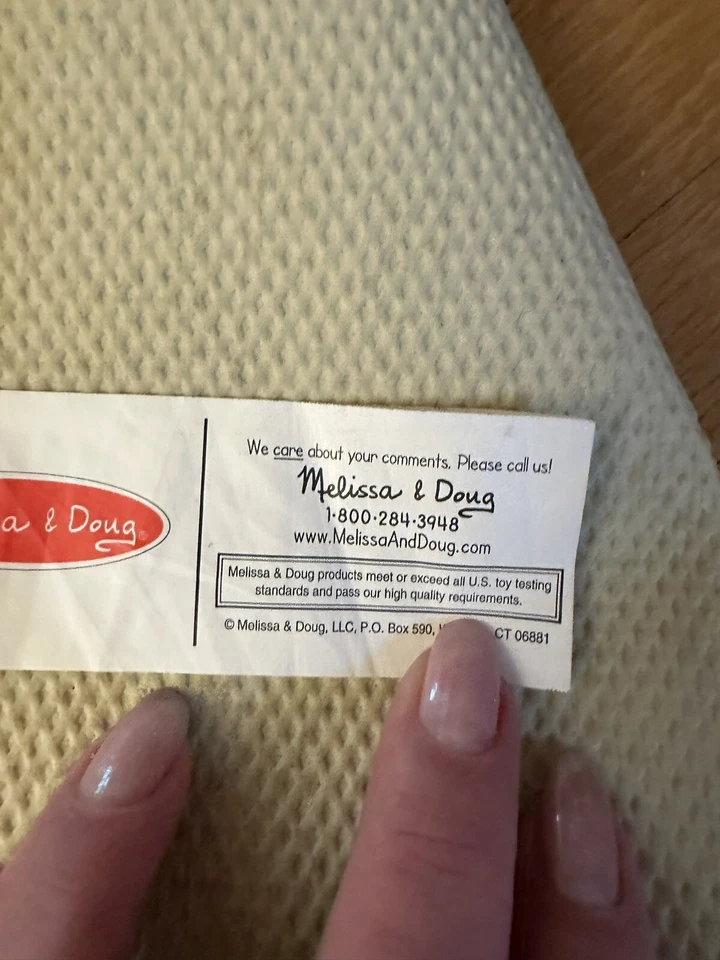 a & Doug®
We care about your comments. Please call us!
Melissa & Doug
1-800-284-3948
www.MelissaAndDoug.com
Melissa & Doug products meet or exceed all U.S. toy testing
standards and pass our high quality requirements.
© Melissa & Doug, LLC, P.O. Box 590, CT 06881